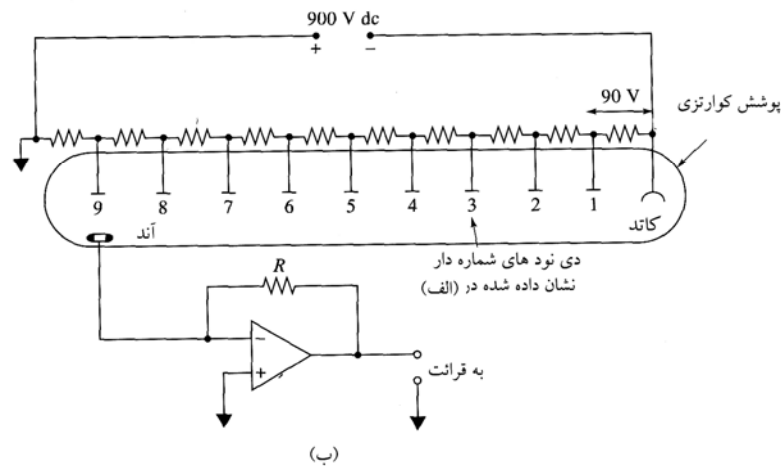 900 V dc
+ −
90 V
پوشش کوارتزی
9 8 7 6 5 4 3 2 1
آند
کاتد
دی نود های شماره دار
نشان داده شده در (الف)
R
−
+
به قرائت
(ب)